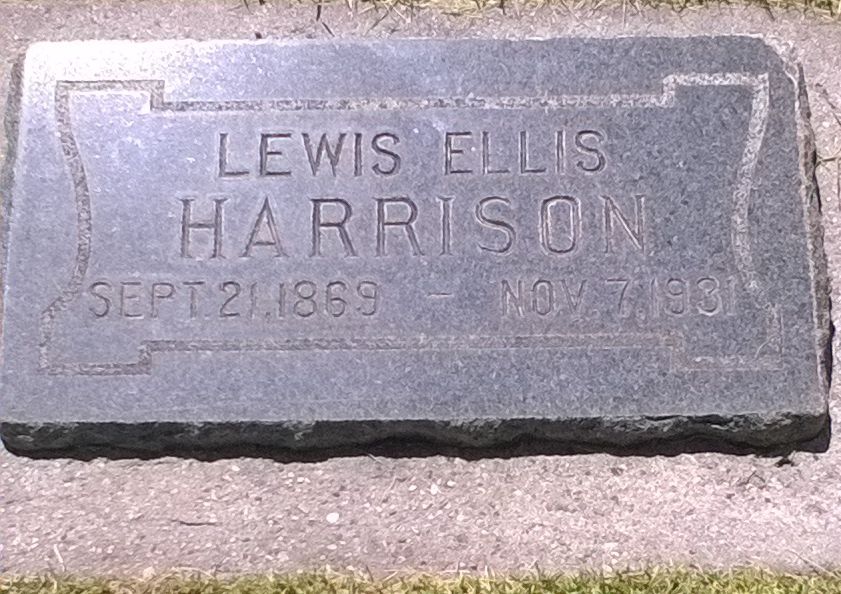 LEWIS ELLIS
HARRISON
SEPT. 21, 1869 - NOV. 7, 1931